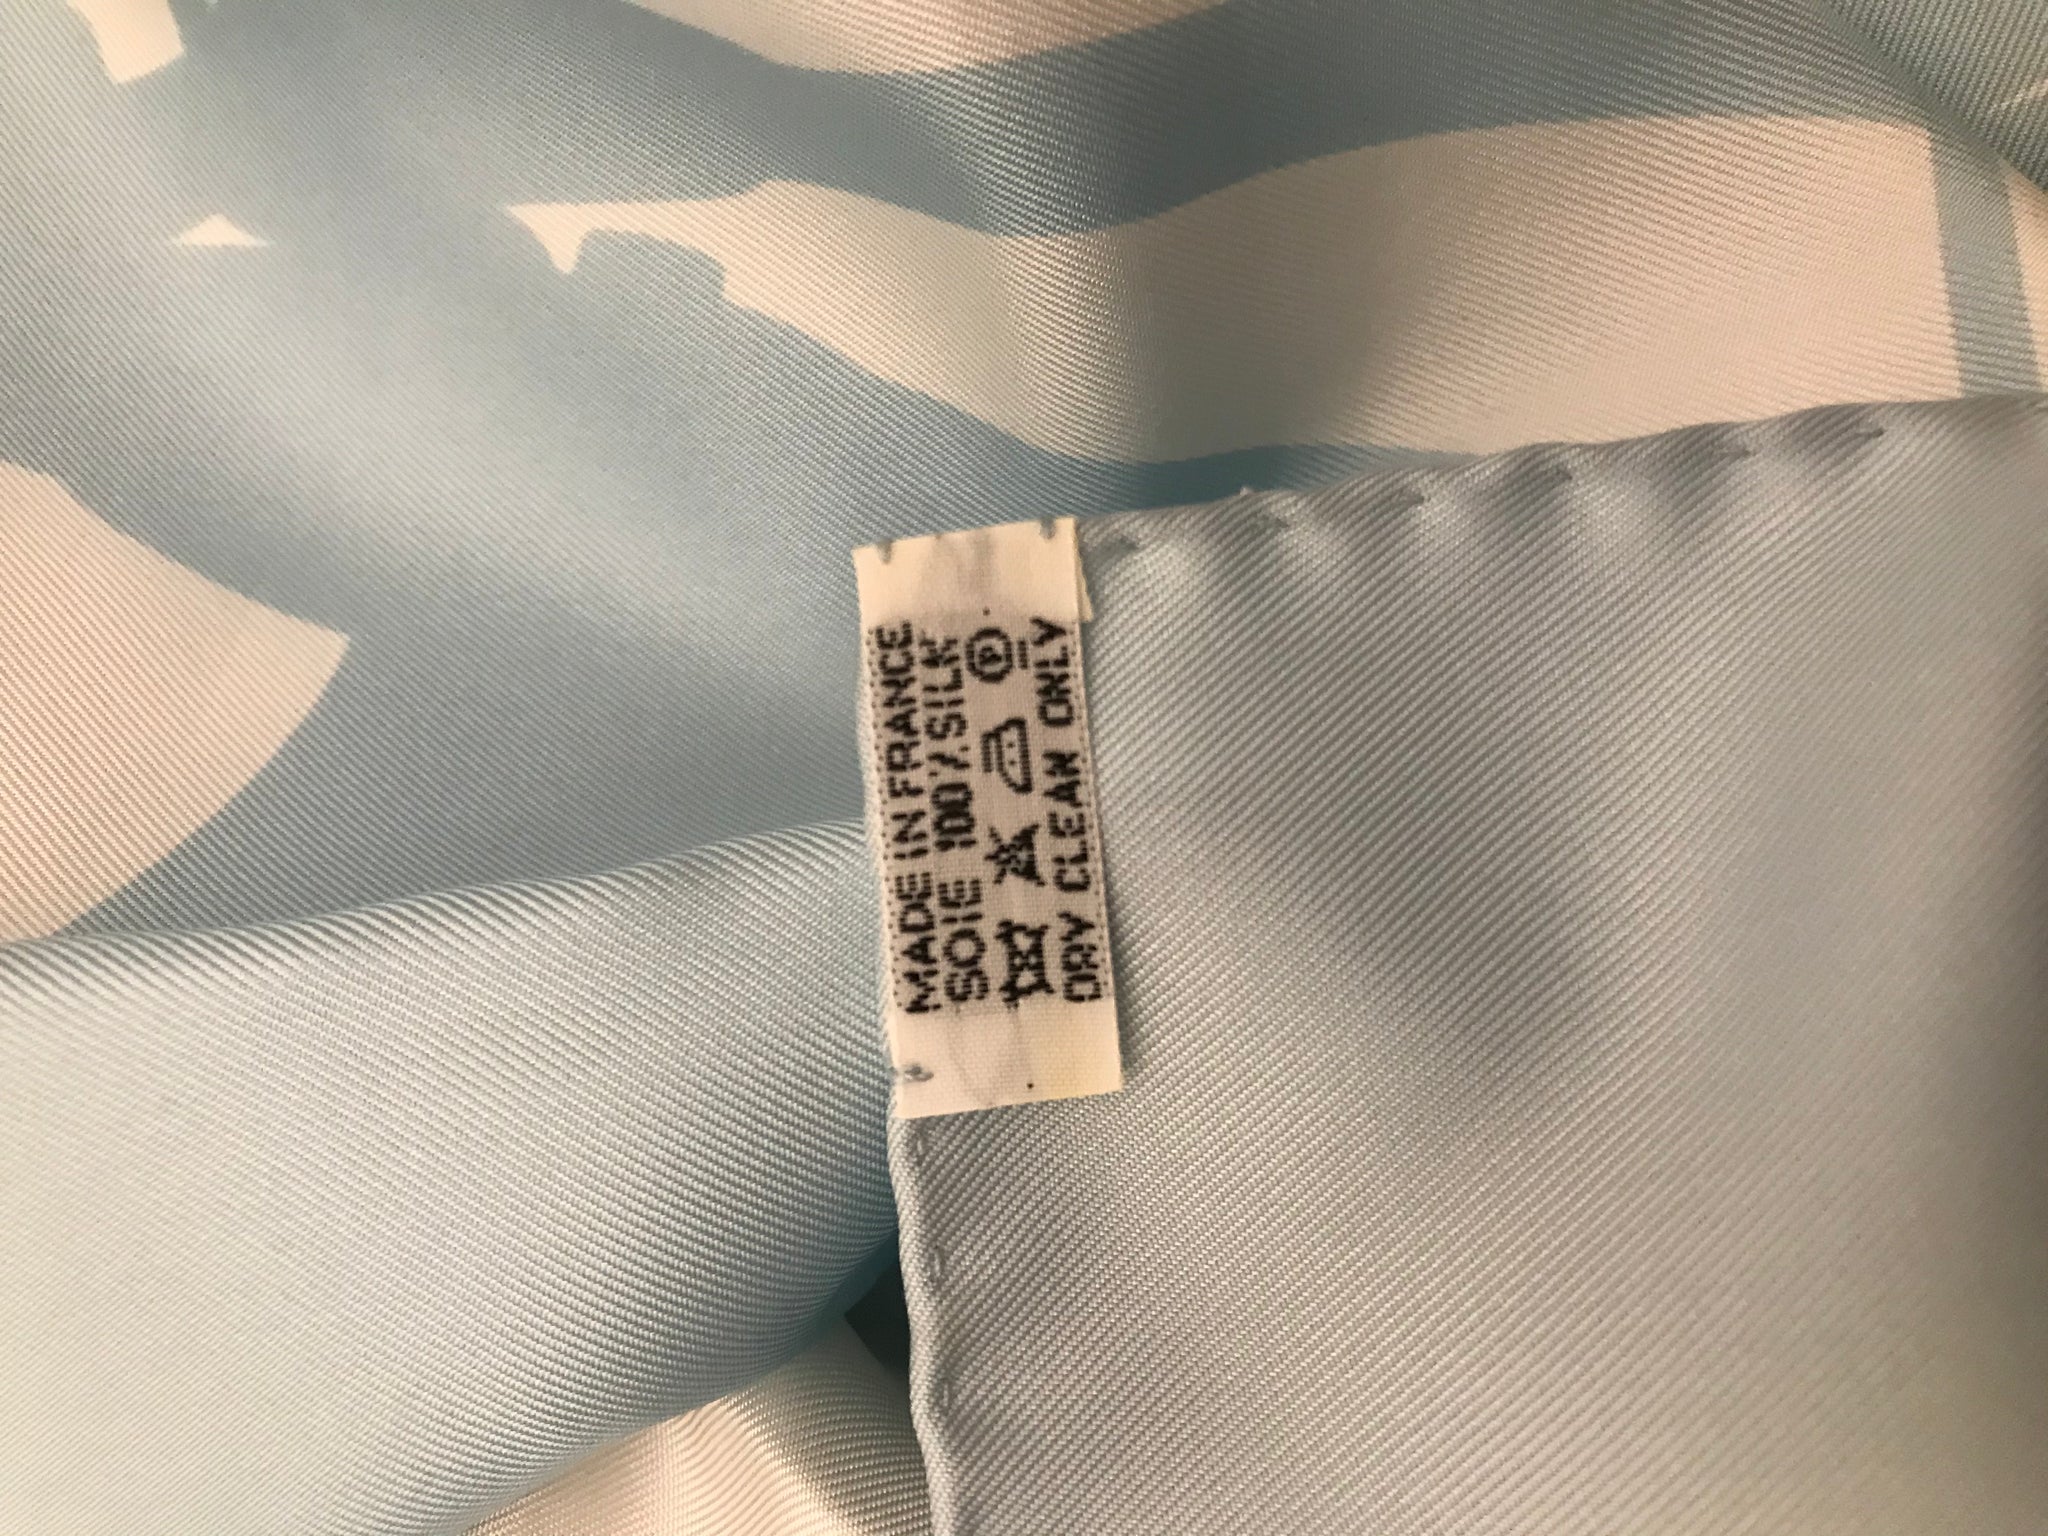 MADE IN FRANCE
SOIE 100% SILK
P
DRY CLEAN ONLY